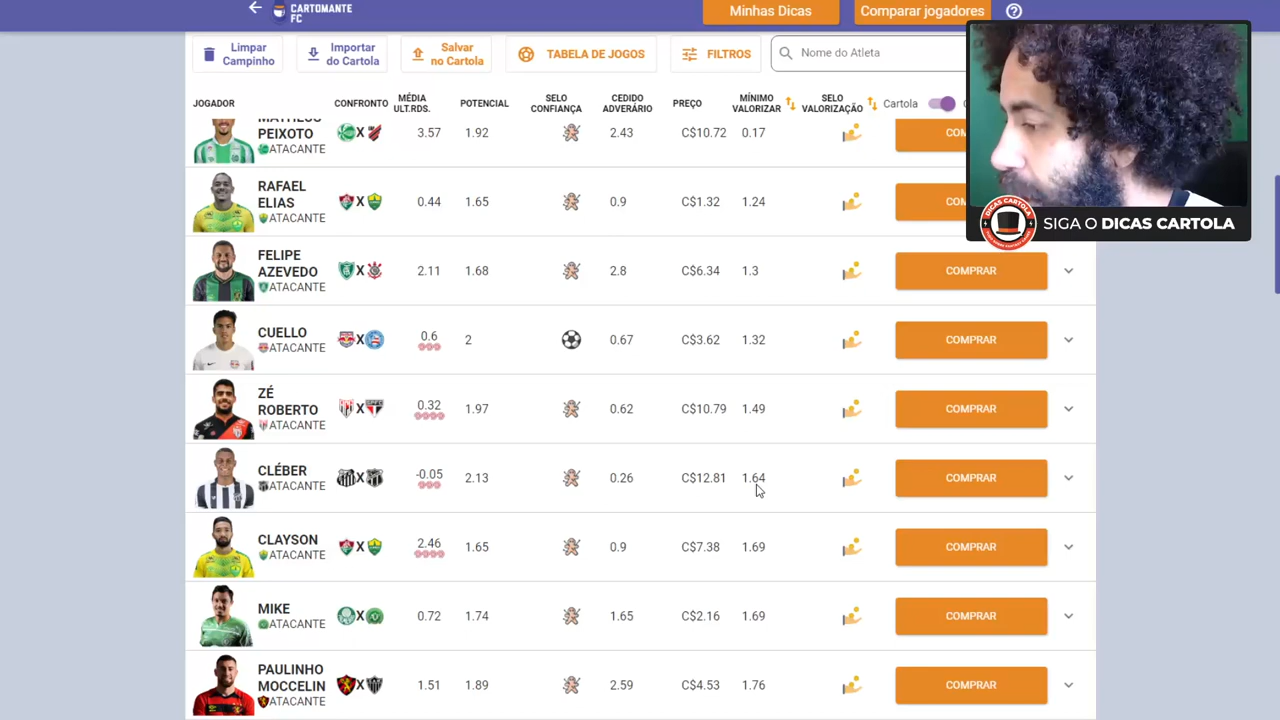 CARTOMANTE
FC
Minhas Dicas
Comparar jogadores
Limpar
Campinho
Importar
do Cartola
Salvar
no Cartola
TABELA DE JOGOS
FILTROS
Nome do Atleta
JOGADOR
CONFRONTO
MÉDIA
ULT.RDS.
POTENCIAL
SELO
CONFIANÇA
CEDIDO
ADVERÁRIO
PREÇO
MÍNIMO
VALORIZAR
SELO
VALORIZAÇÃO
Cartola
MATHEUS
PEIXOTO
ATACANTE
X
3.57
1.92
2.43
C$10.72
0.17
COM
RAFAEL
ELIAS
ATACANTE
X
0.44
1.65
0.9
C$1.32
1.24
COM
DICAS CARTOLA
SIGA O DICAS CARTOLA
FELIPE
AZEVEDO
ATACANTE
X
2.11
1.68
2.8
C$6.34
1.3
COMPRAR
CUELLO
ATACANTE
X
0.6
2
0.67
C$3.62
1.32
COMPRAR
ZÉ
ROBERTO
ATACANTE
X
0.32
1.97
0.62
C$10.79
1.49
COMPRAR
CLÉBER
ATACANTE
X
-0.05
2.13
0.26
C$12.81
1.64
COMPRAR
CLAYSON
ATACANTE
X
2.46
1.65
0.9
C$7.38
1.69
COMPRAR
MIKE
ATACANTE
X
0.72
1.74
1.65
C$2.16
1.69
COMPRAR
PAULINHO
MOCCELIN
ATACANTE
X
1.51
1.89
2.59
C$4.53
1.76
COMPRAR